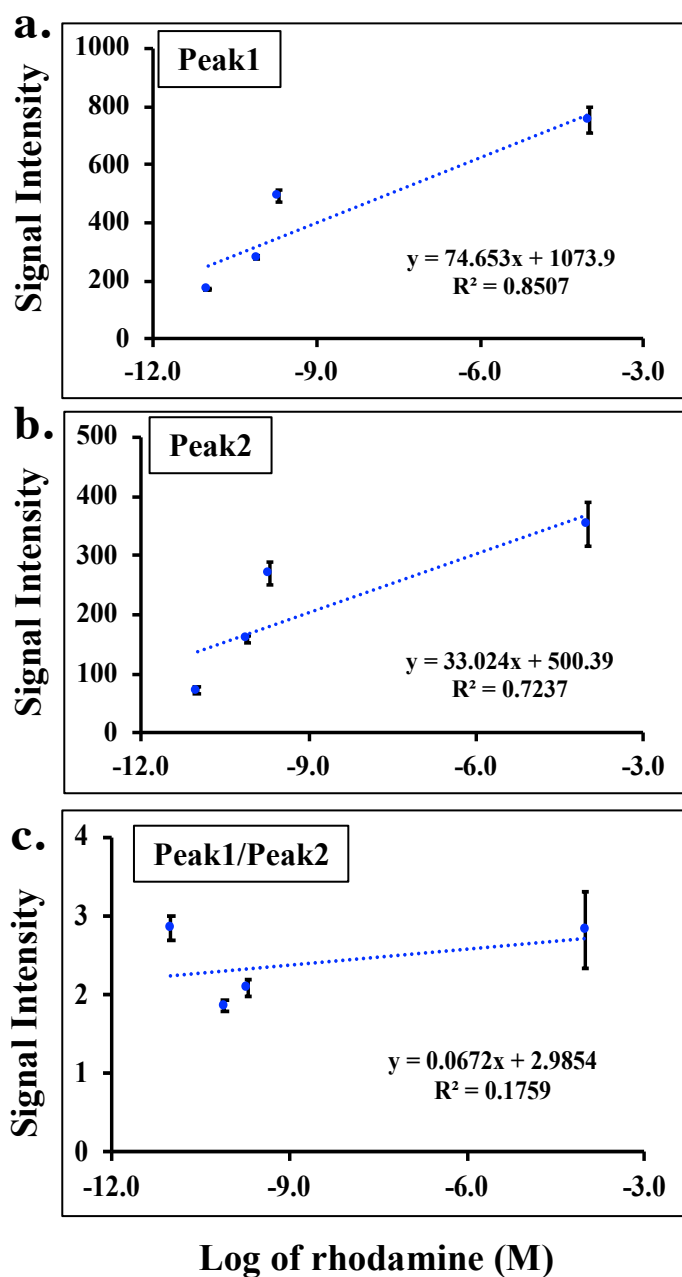 a.
Peak1
Signal Intensity
1000
800
600
400
200
0
y = 74.653x + 1073.9
R² = 0.8507
-12.0 -9.0 -6.0 -3.0
b.
Peak2
Signal Intensity
500
400
300
200
100
0
y = 33.024x + 500.39
R² = 0.7237
-12.0 -9.0 -6.0 -3.0
c.
Peak1/Peak2
Signal Intensity
4
3
2
1
0
y = 0.0672x + 2.9854
R² = 0.1759
-12.0 -9.0 -6.0 -3.0
Log of rhodamine (M)